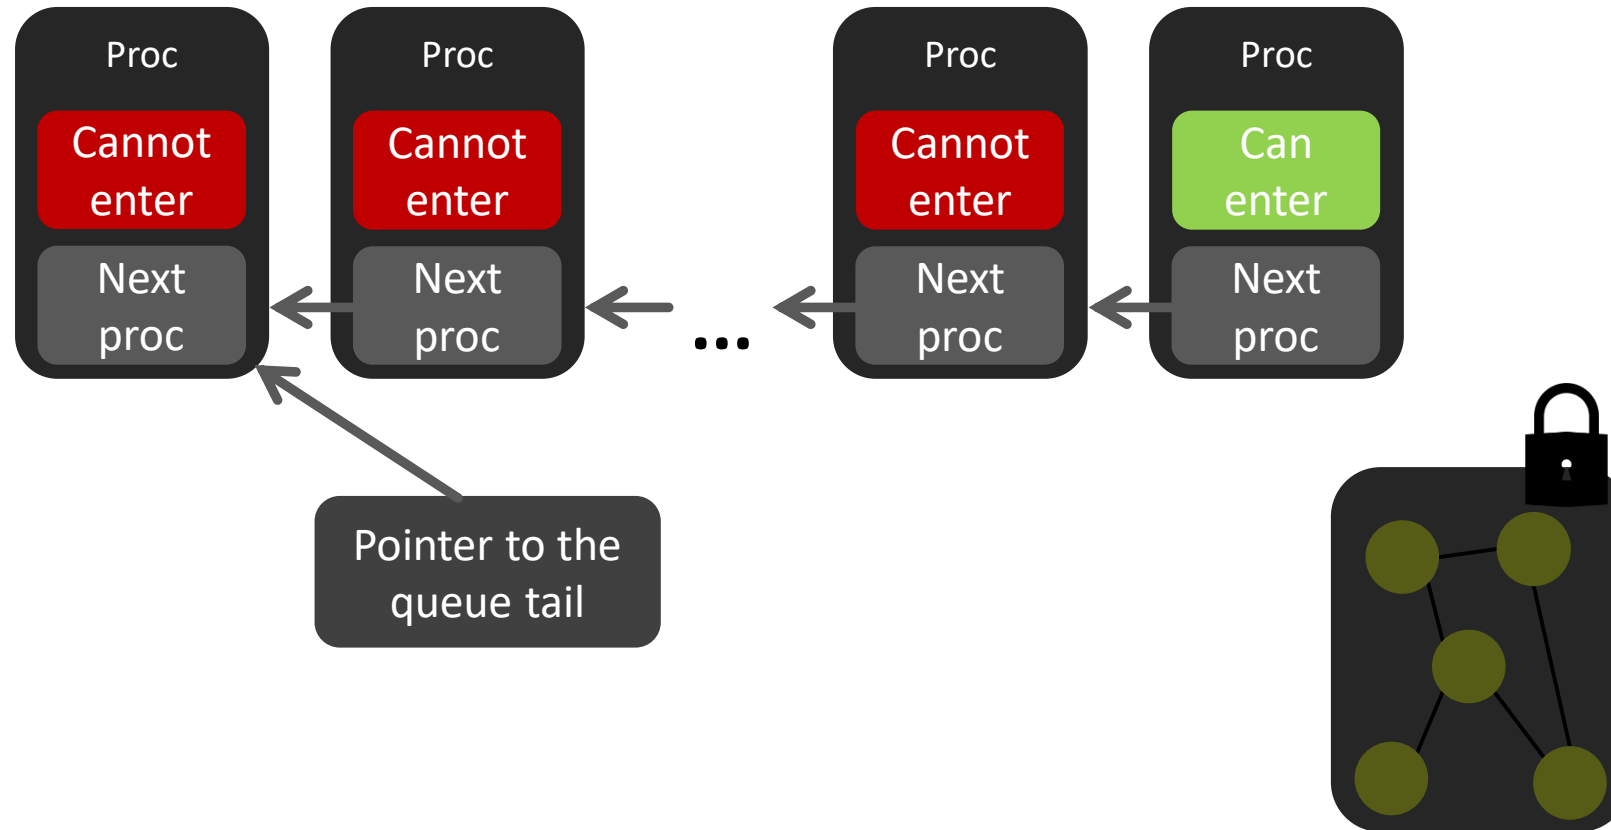 Proc
Cannot
enter
Next
proc
Proc
Cannot
enter
Next
proc
...
Proc
Cannot
enter
Next
proc
Proc
Can
enter
Next
proc
Pointer to the
queue tail